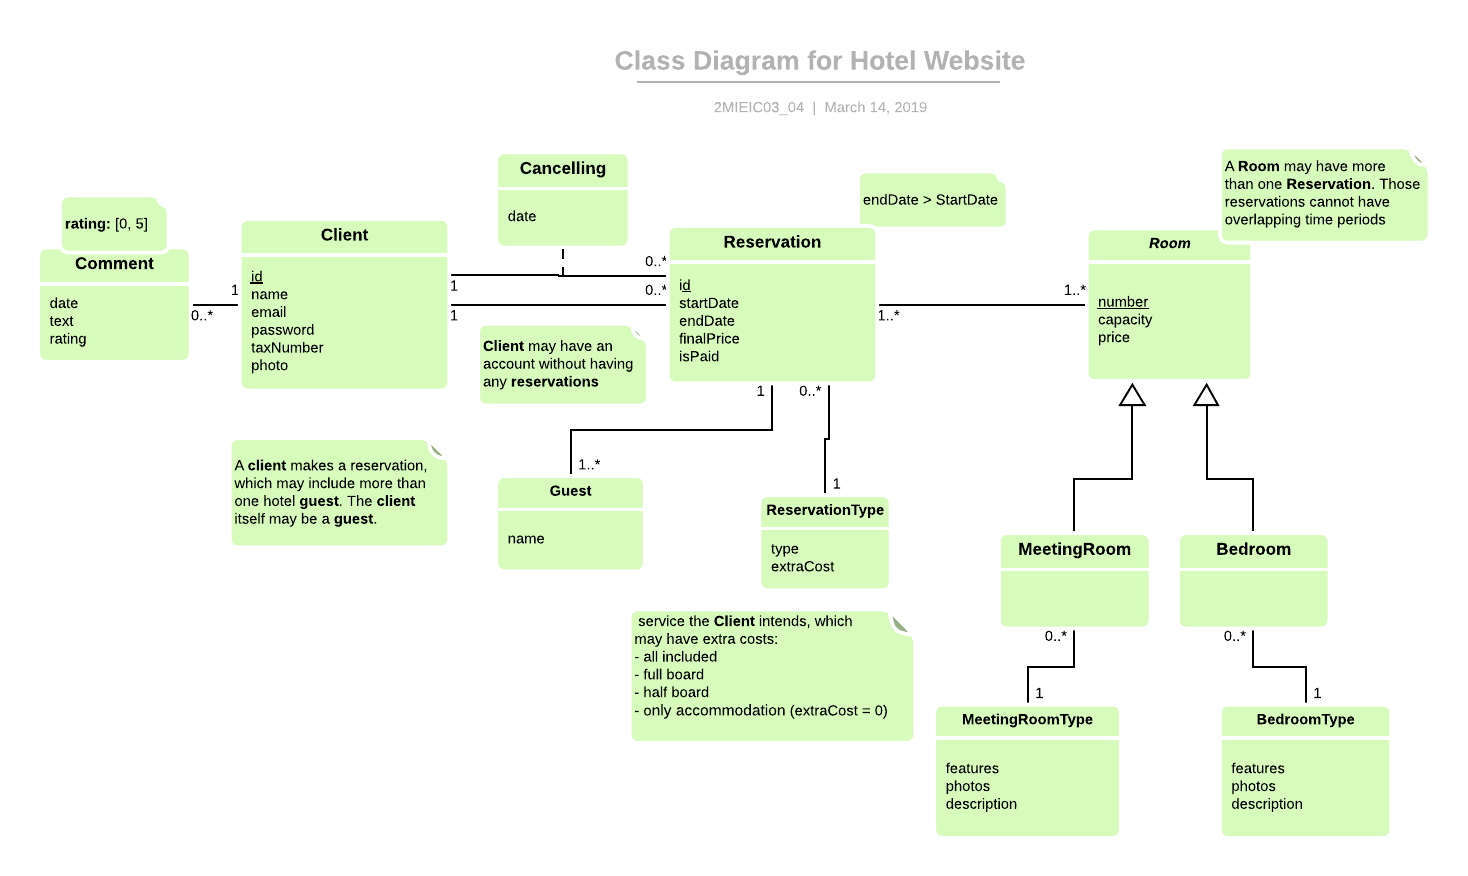 Class Diagram for Hotel Website
2MIEIC03_04 | March 14, 2019
Cancelling
date
rating: [0, 5]
Comment
date
text
rating
1
0..*
Client
id
name
email
password
taxNumber
photo
1
0..*
1
0..*
Client may have an
account without having
any reservations
endDate > StartDate
Reservation
id
startDate
endDate
finalPrice
isPaid
1..*
1..*
A Room may have more
than one Reservation. Those
reservations cannot have
overlapping time periods
Room
number
capacity
price
A client makes a reservation,
which may include more than
one hotel guest. The client
itself may be a guest.
1
0..*
1..*
1
Guest
name
ReservationType
type
extraCost
service the Client intends, which
may have extra costs:
- all included
- full board
- half board
- only accommodation (extraCost = 0)
MeetingRoom
Bedroom
0..*
0..*
1
1
MeetingRoomType
features
photos
description
BedroomType
features
photos
description